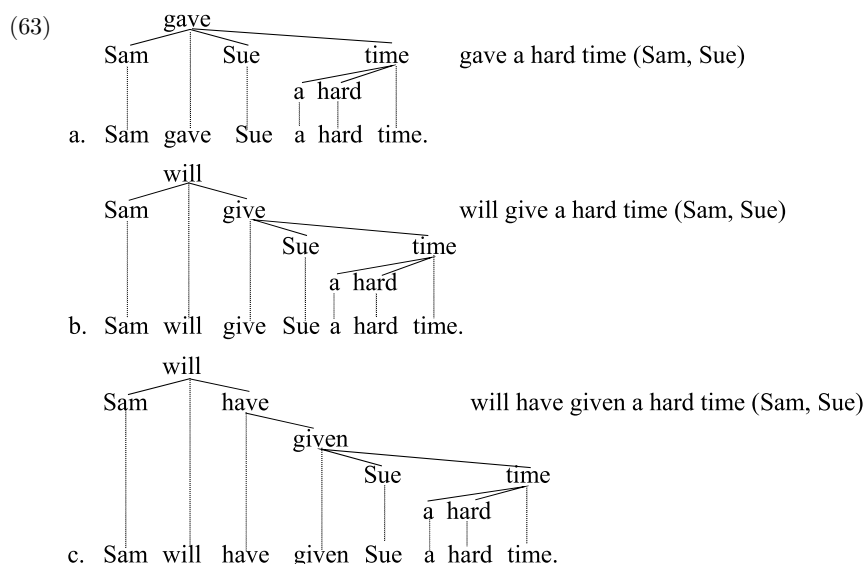 (63)
gave
Sam Sue time gave a hard time (Sam, Sue)
a hard
a. Sam gave Sue a hard time.
will
Sam give will give a hard time (Sam, Sue)
Sue time
a hard
b. Sam will give Sue a hard time.
will
Sam have will have given a hard time (Sam, Sue)
given
Sue time
a hard
c. Sam will have given Sue a hard time.